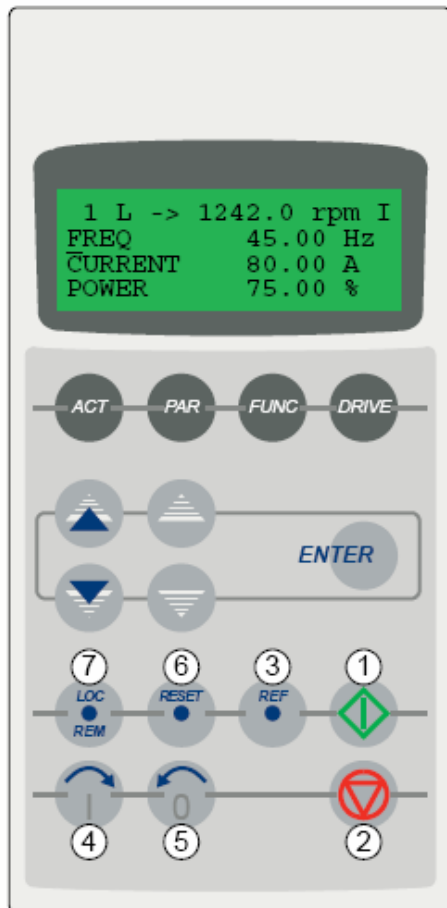 1 L -> 1242.0 rpm I
FREQ 45.00 Hz
CURRENT 80.00 A
POWER 75.00 %
ACT PAR FUNC DRIVE
ENTER
7 6 3 1
LOC RESET REF
REM
I 0
4 5 2